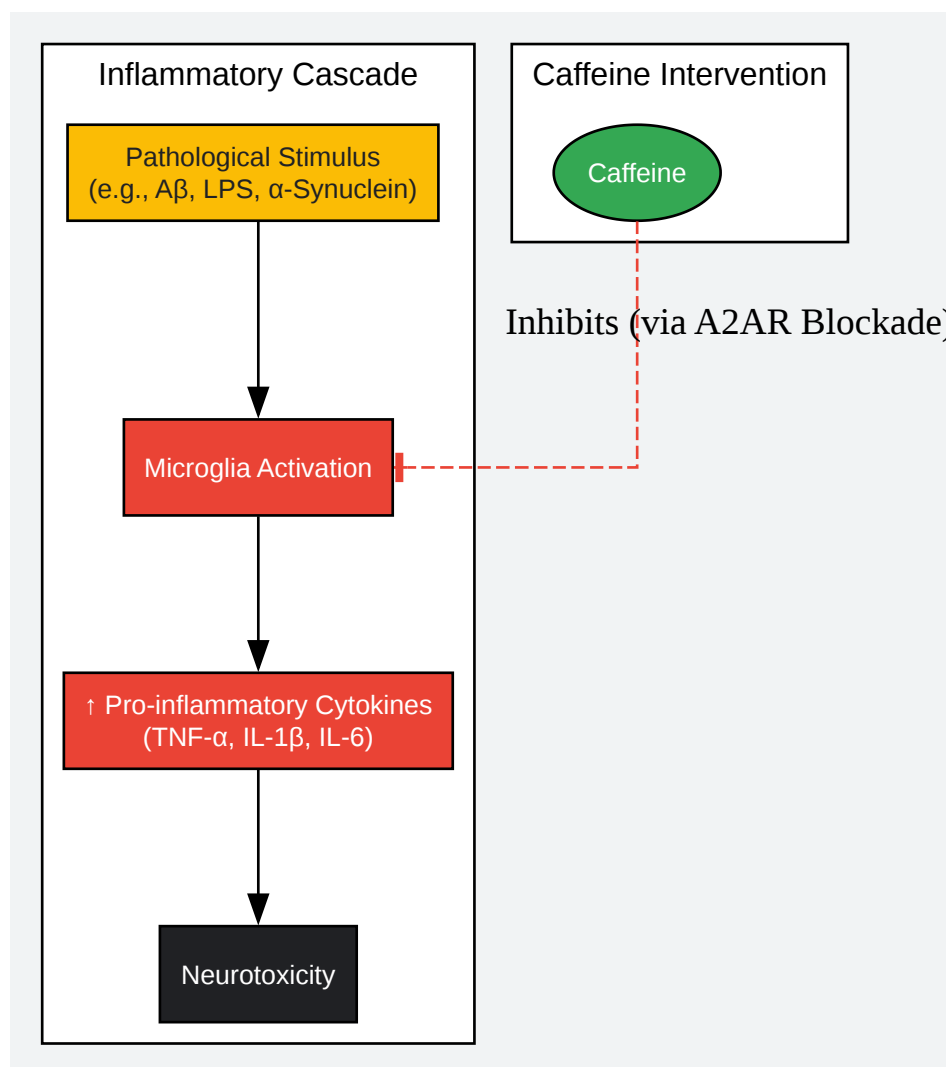 Inflammatory Cascade
Pathological Stimulus
(e.g., Aβ, LPS, α-Synuclein)
Microglia Activation
↑ Pro-inflammatory Cytokines
(TNF-α, IL-1β, IL-6)
Neurotoxicity
Caffeine Intervention
Caffeine
Inhibits (via A2AR Blockade)